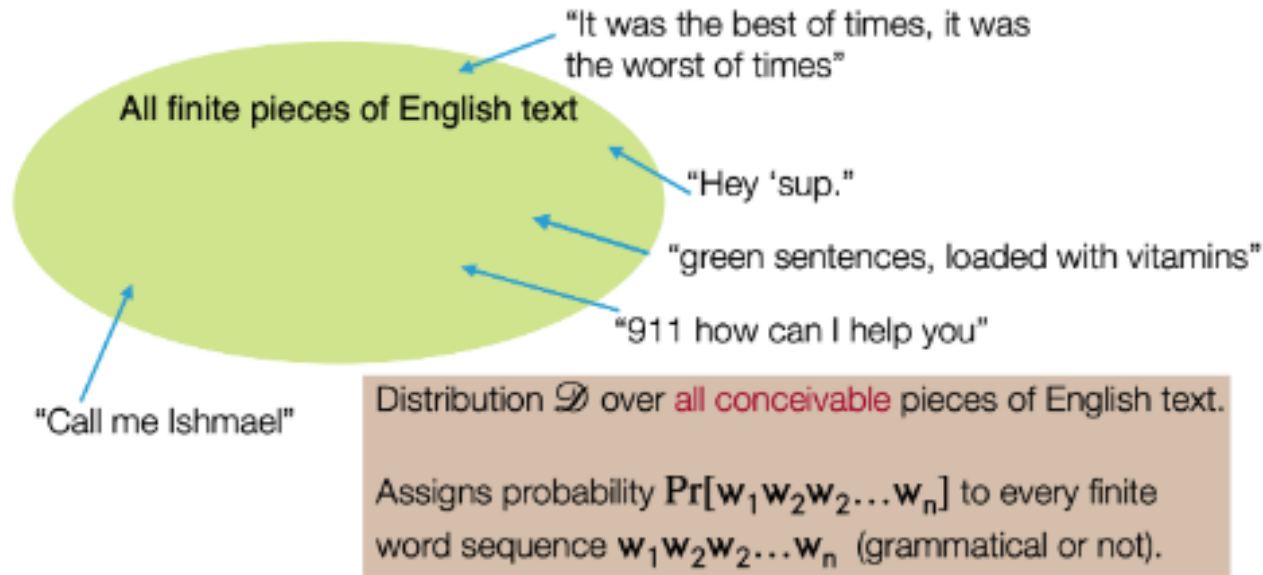 “It was the best of times, it was
the worst of times”
All finite pieces of English text
“Hey ‘sup.”
“green sentences, loaded with vitamins”
“911 how can I help you”
“Call me Ishmael”
Distribution 𝒟 over all conceivable pieces of English text.
Assigns probability Pr[w₁w₂w₂…wₙ] to every finite
word sequence w₁w₂w₂…wₙ (grammatical or not).